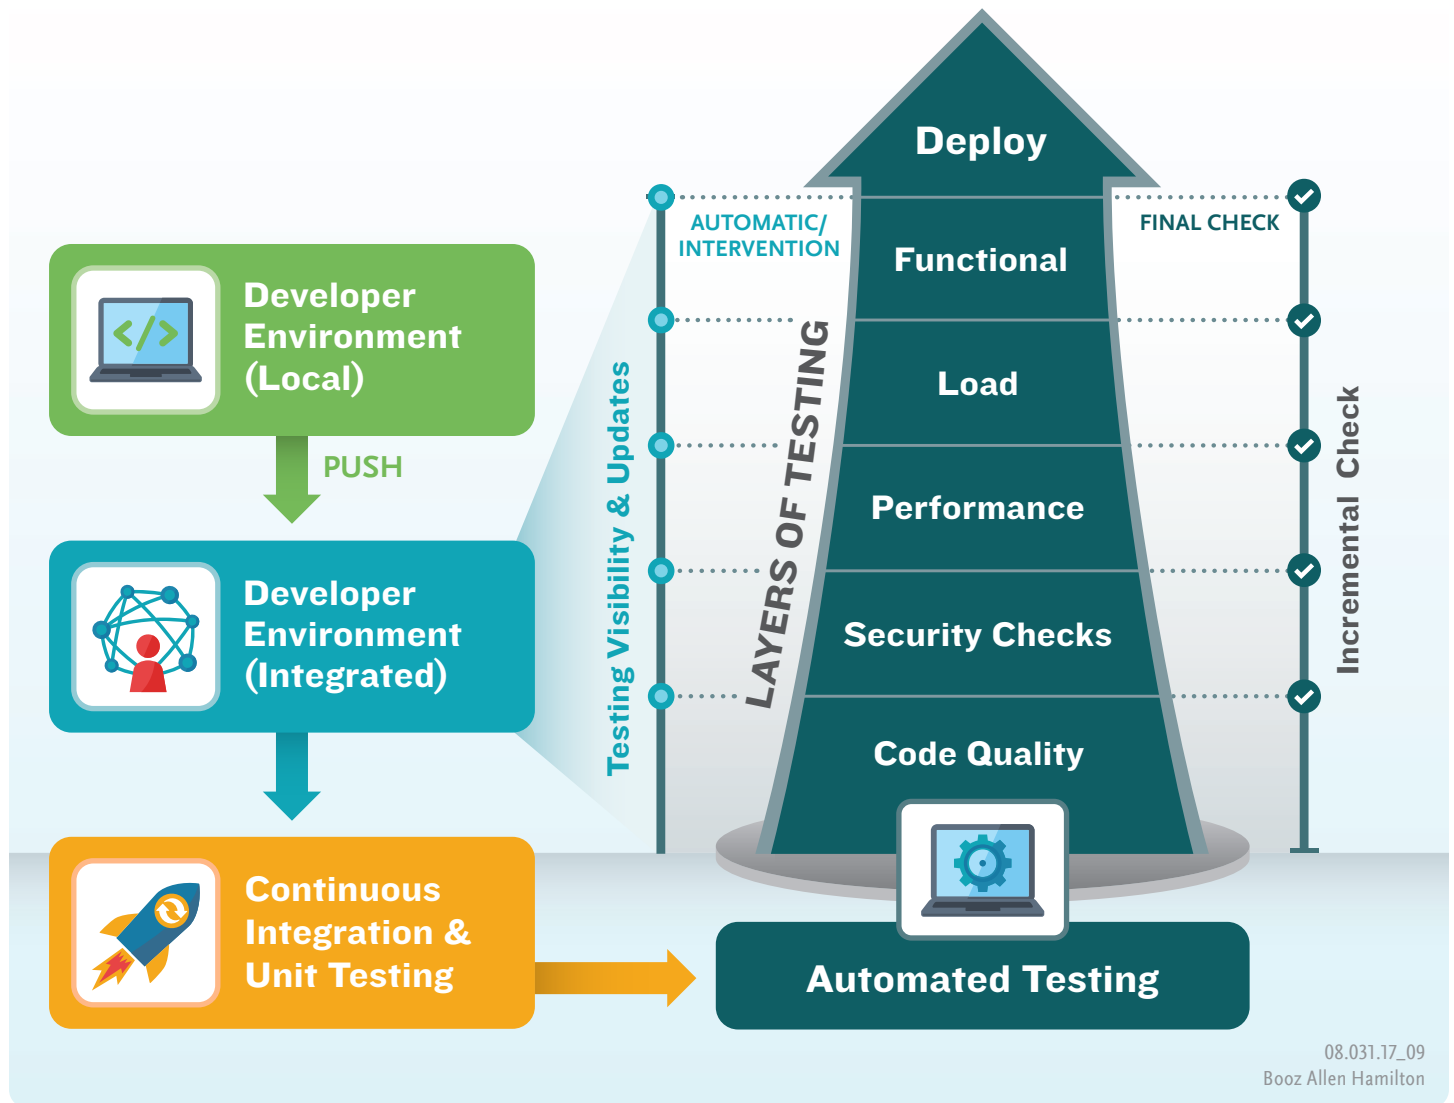 Developer
Environment
(Local)
</>
PUSH
Developer
Environment
(Integrated)
Continuous
Integration &
Unit Testing
Testing Visibility & Updates
AUTOMATIC/
INTERVENTION
LAYERS OF TESTING
Deploy
Functional
Load
Performance
Security Checks
Code Quality
Automated Testing
FINAL CHECK
Incremental Check
08.031.17_09
Booz Allen Hamilton